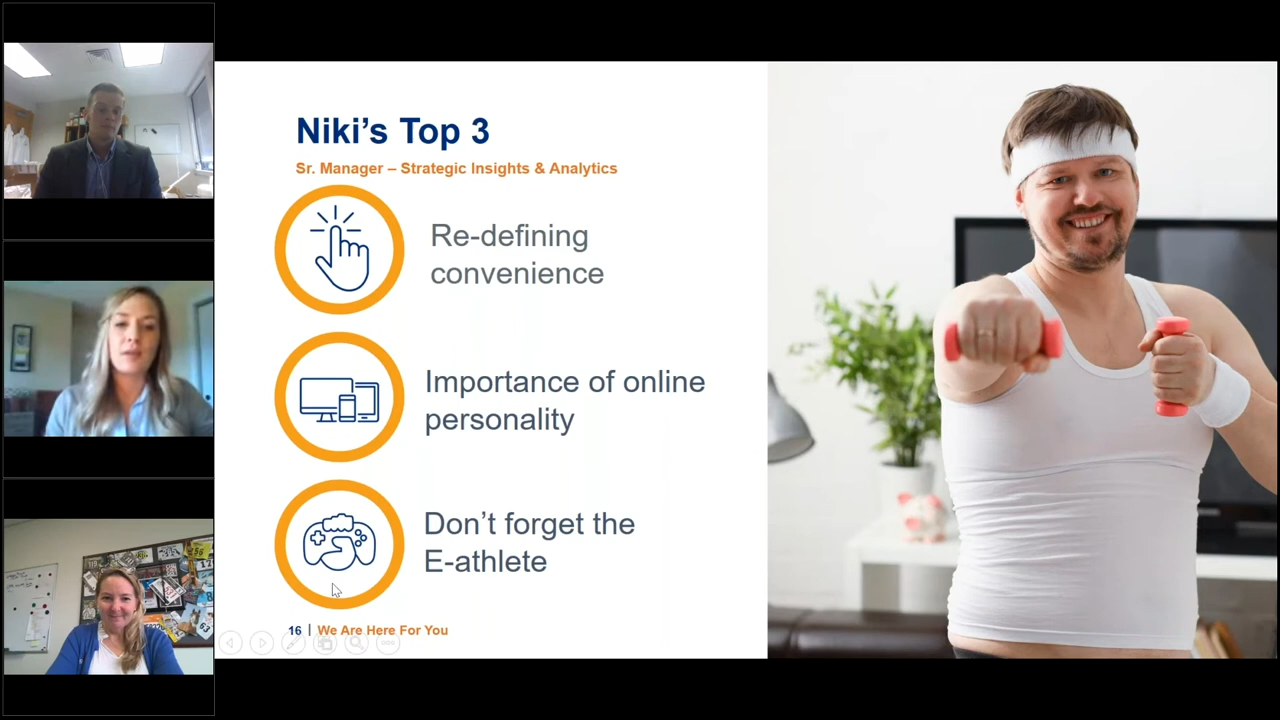 Niki's Top 3
Sr. Manager – Strategic Insights & Analytics
Re-defining
convenience
Importance of online
personality
Don't forget the
E-athlete
16 | We Are Here For You